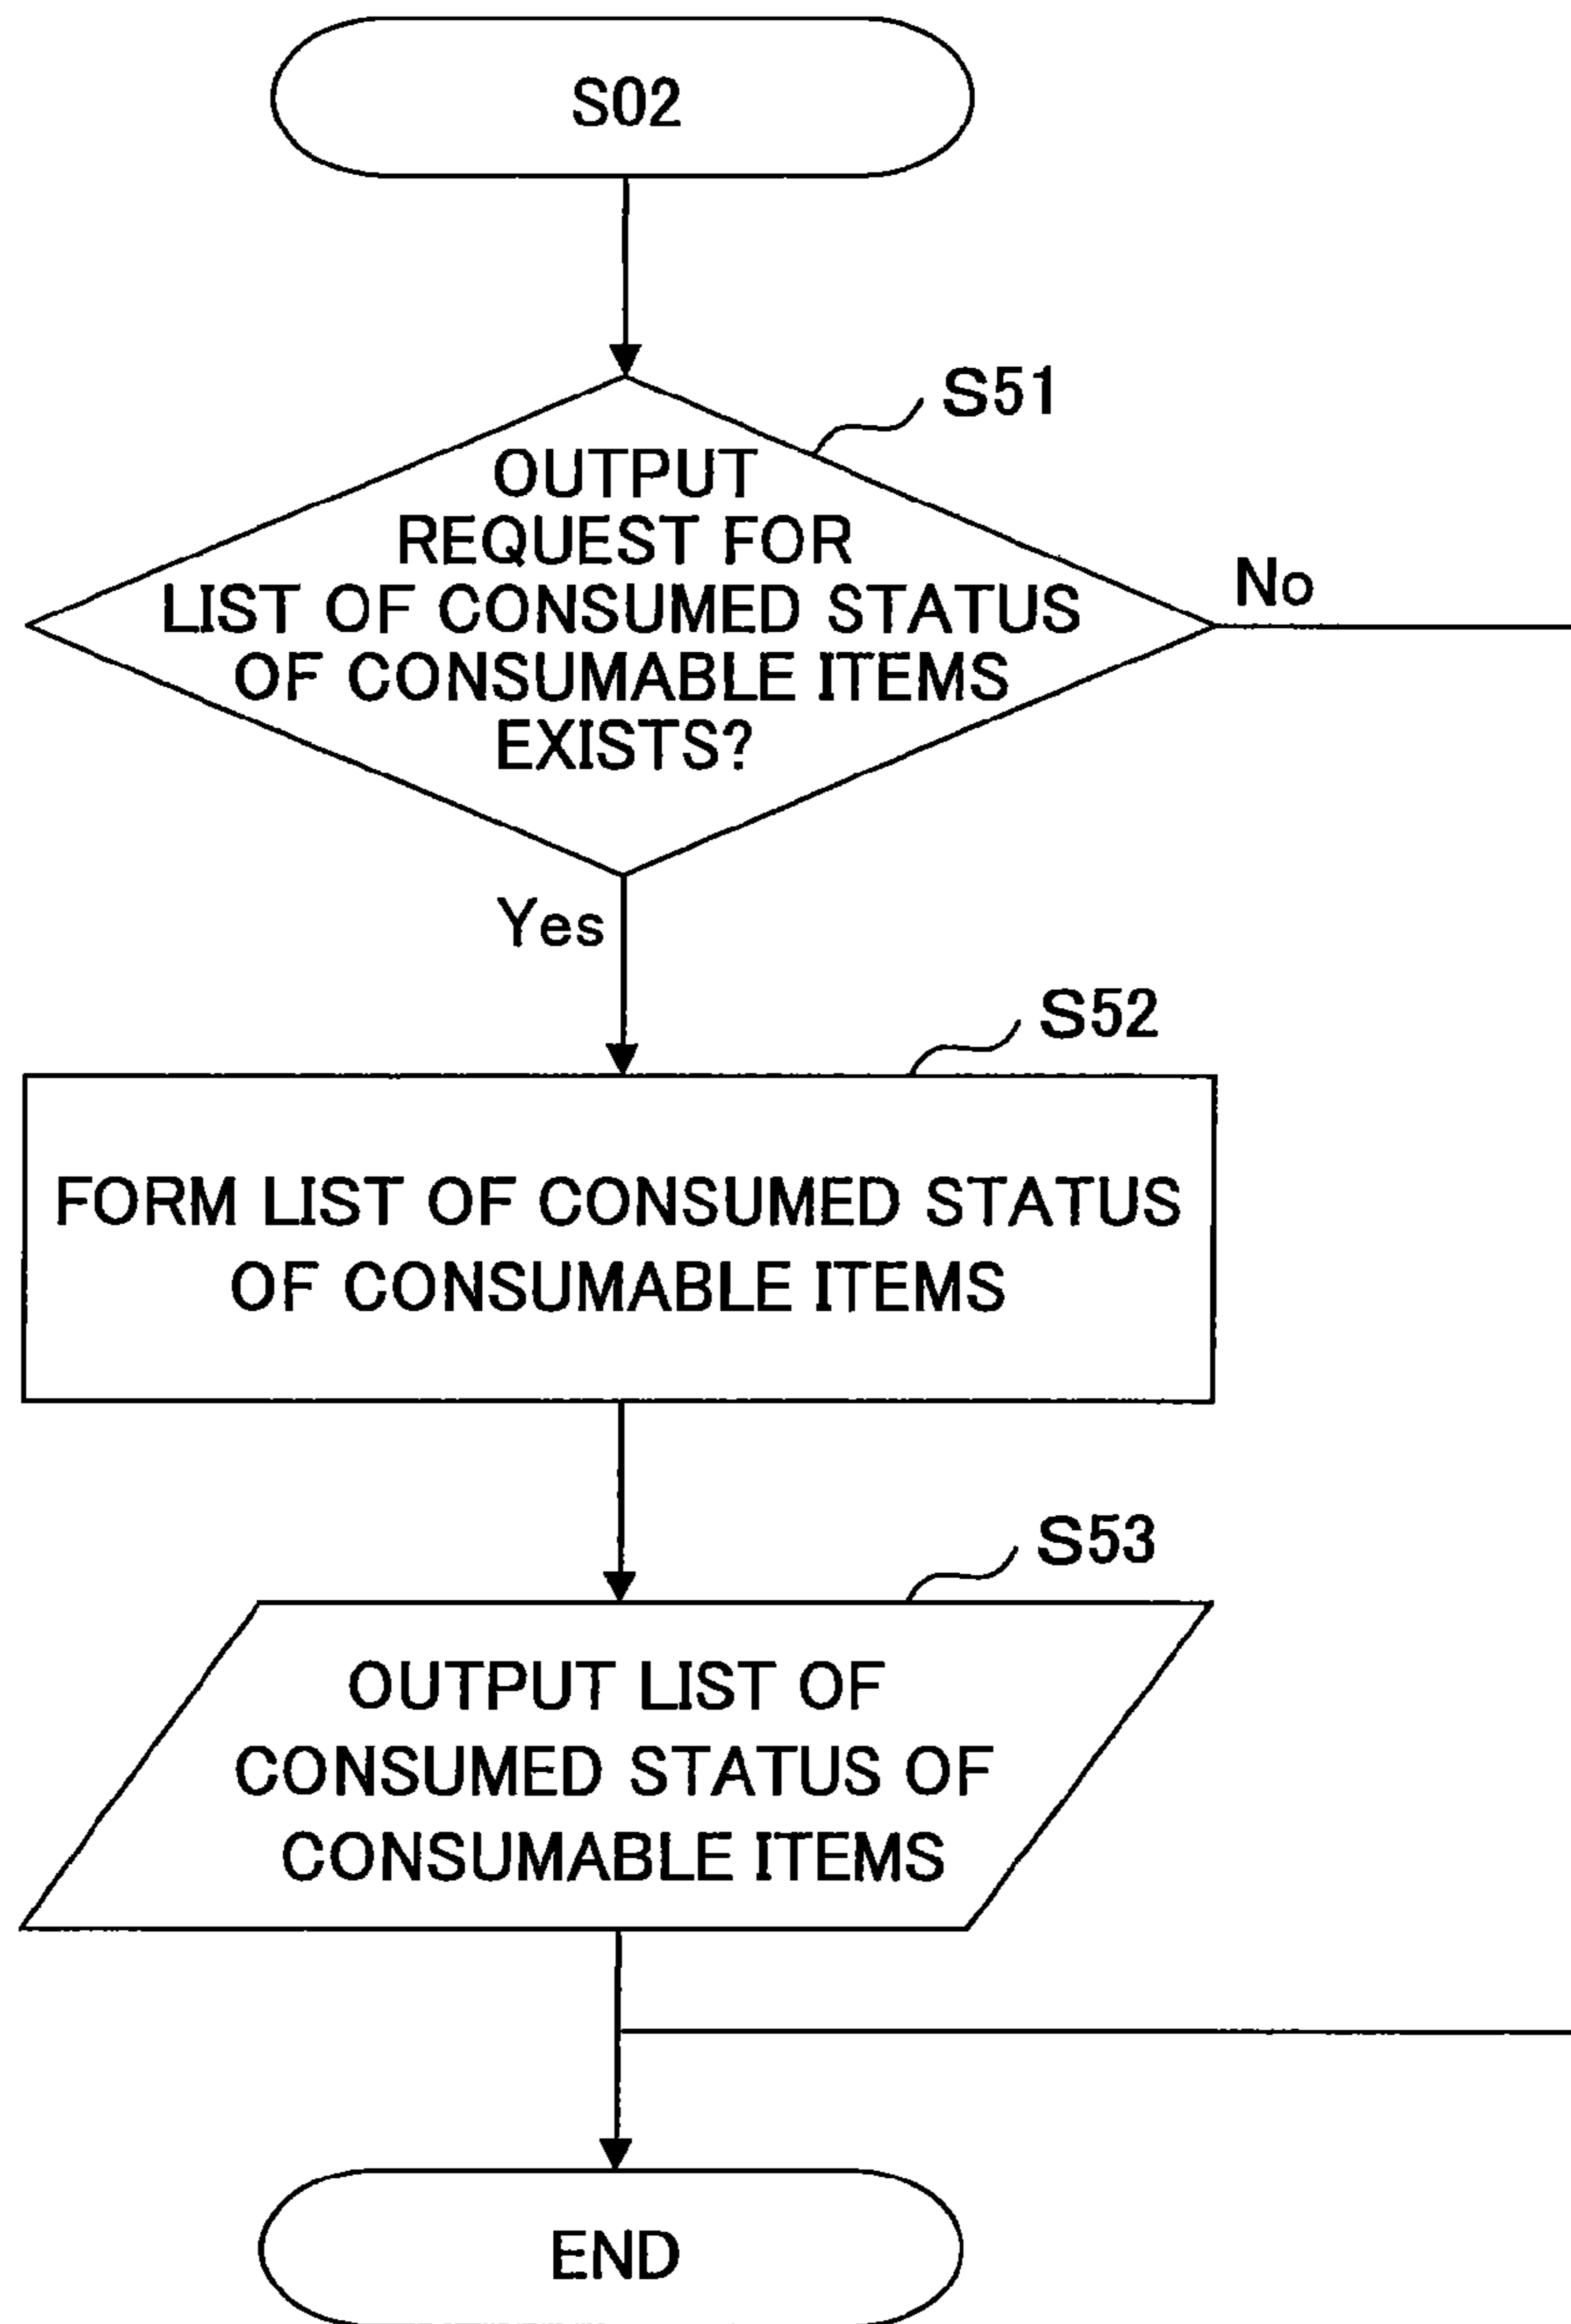 S02
S51
OUTPUT
REQUEST FOR
LIST OF CONSUMED STATUS
OF CONSUMABLE ITEMS
EXISTS?
No
Yes
S52
FORM LIST OF CONSUMED STATUS
OF CONSUMABLE ITEMS
S53
OUTPUT LIST OF
CONSUMED STATUS OF
CONSUMABLE ITEMS
END